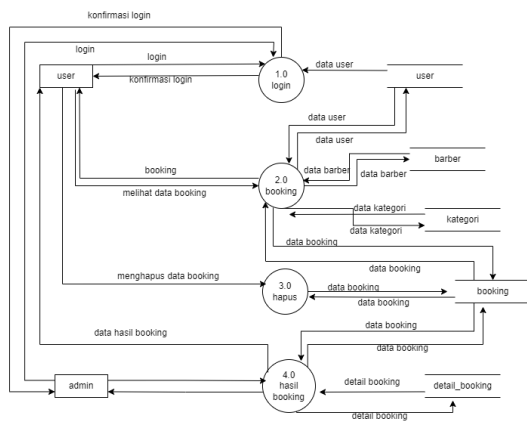 konfirmasi login
login
login
user
konfirmasi login
1.0
login
data user
user
data user
data user
booking
melihat data booking
2.0
booking
data barber
data barber
barber
data kategori
kategori
data kategori
data booking
data booking
menghapus data booking
3.0
hapus
data booking
data booking
booking
data hasil booking
data booking
data booking
admin
4.0
hasil
booking
detail booking
detail_booking
detail booking